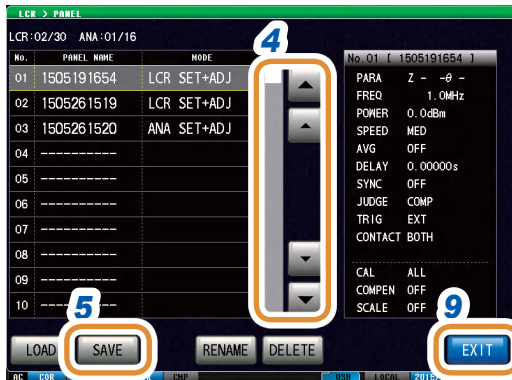 LCR > PANEL
LCR:02/30 ANA:01/16
No. PANEL NAME MODE
01 1505191654 LCR SET+ADJ
02 1505261519 LCR SET+ADJ
03 1505261520 ANA SET+ADJ
04 ----------
05 ----------
06 ----------
07 ----------
08 ----------
09 ----------
10 ----------
4
No. 01 [ 1505191654 ]
PARA Z - -θ -
FREQ 1.0MHz
POWER 0.0dBm
SPEED MED
AVG OFF
DELAY 0.00000s
SYNC OFF
JUDGE COMP
TRIG EXT
CONTACT BOTH
CAL ALL
COMPEN OFF
SCALE OFF
5
9
LOAD SAVE RENAME DELETE EXIT
AC COR CMP USB LOCAL